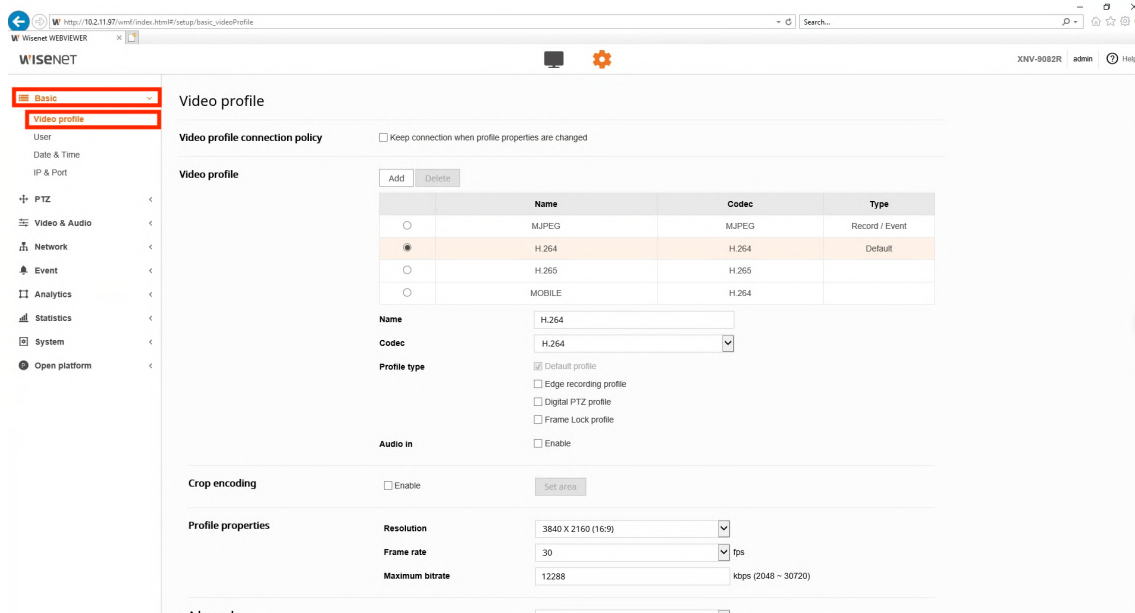 http://10.2.11.97/wmf/index.html#/setup/basic_videoProfile
Search...
Wisenet WEBVIEWER
WISENET
XNV-9082R admin Help
Basic
Video profile
User
Date & Time
IP & Port
PTZ
Video & Audio
Network
Event
Analytics
Statistics
System
Open platform
Video profile
Video profile connection policy Keep connection when profile properties are changed
Video profile Add Delete
Name Codec Type
MJPEG MJPEG Record / Event
H.264 H.264 Default
H.265 H.265
MOBILE H.264
Name H.264
Codec H.264
Profile type Default profile
Edge recording profile
Digital PTZ profile
Frame Lock profile
Audio in Enable
Crop encoding Enable Set area
Profile properties Resolution 3840 X 2160 (16:9)
Frame rate 30 fps
Maximum bitrate 12288 kbps (2048 ~ 30720)